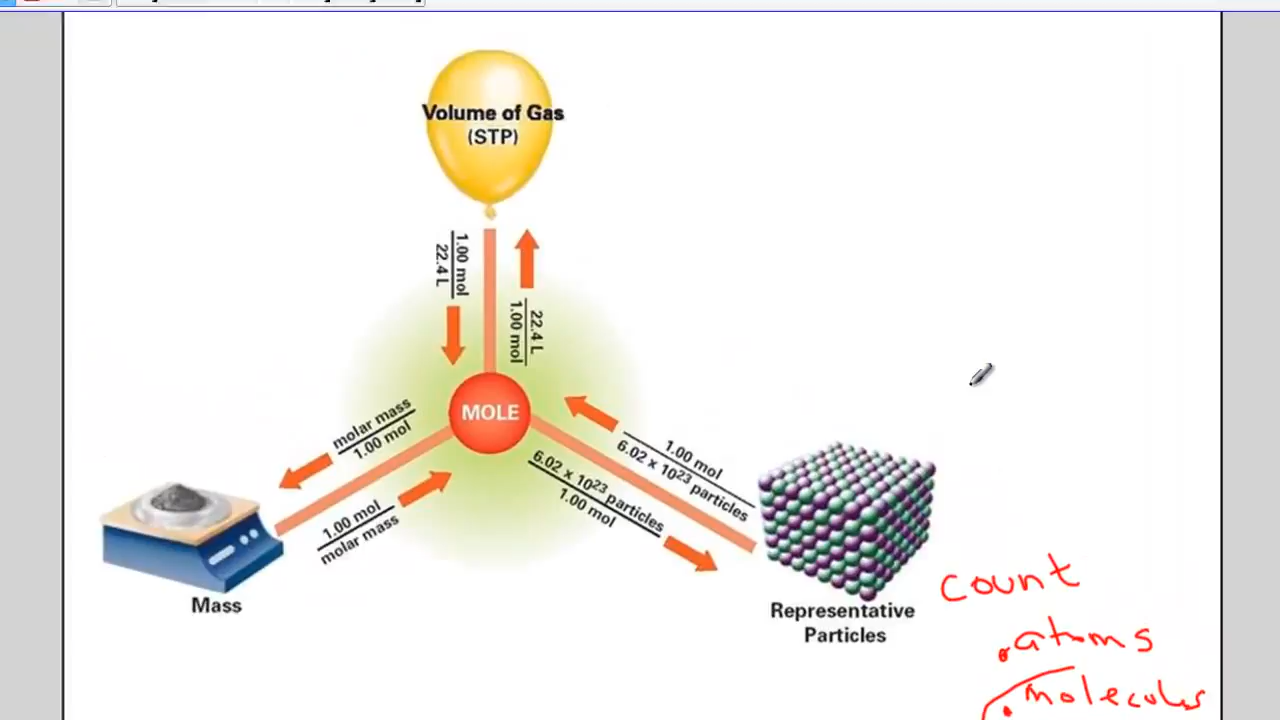 Volume of Gas
(STP)
1.00 mol
22.4 L
22.4 L
1.00 mol
MOLE
molar mass
1.00 mol
1.00 mol
molar mass
1.00 mol
6.02 x 10²³ particles
6.02 x 10²³ particles
1.00 mol
Mass
Representative
Particles
count
.atoms
.molecules